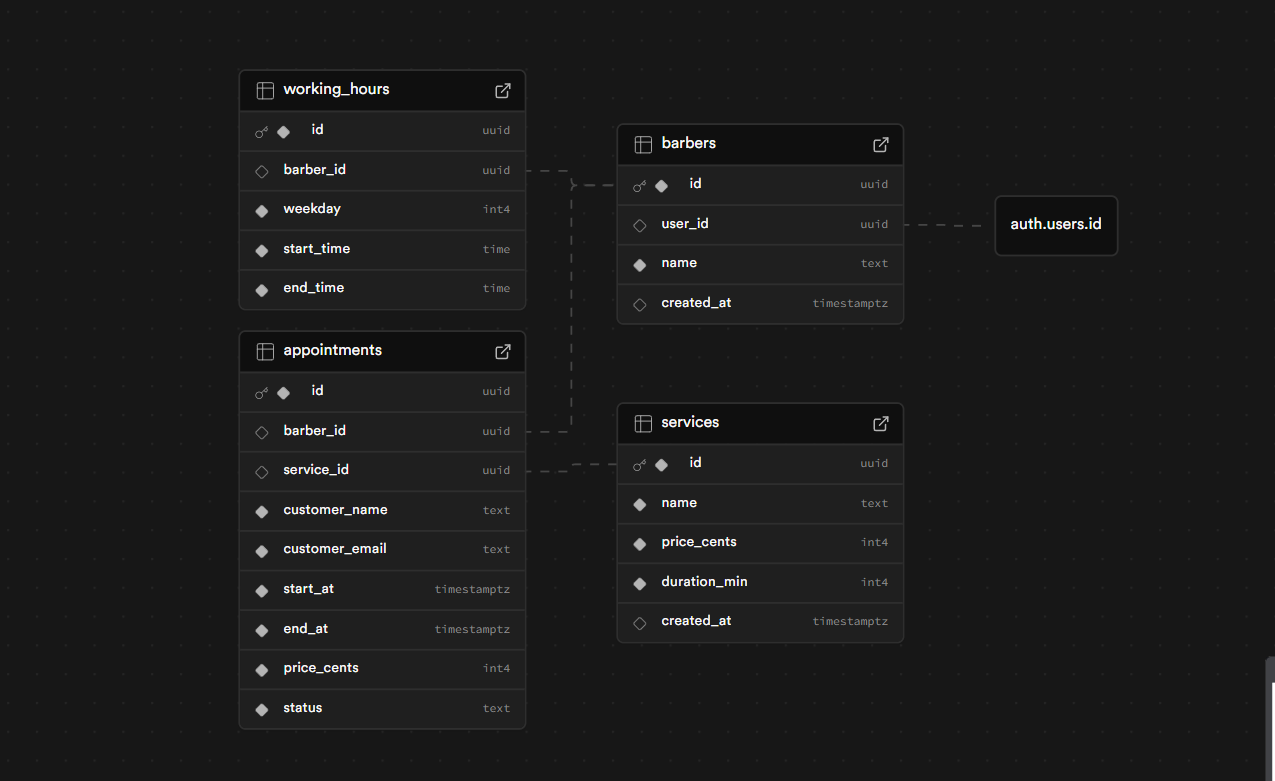 working_hours
id uuid
barber_id uuid
weekday int4
start_time time
end_time time
barbers
id uuid
user_id uuid
name text
created_at timestamptz
auth.users.id
appointments
id uuid
barber_id uuid
service_id uuid
customer_name text
customer_email text
start_at timestamptz
end_at timestamptz
price_cents int4
status text
services
id uuid
name text
price_cents int4
duration_min int4
created_at timestamptz